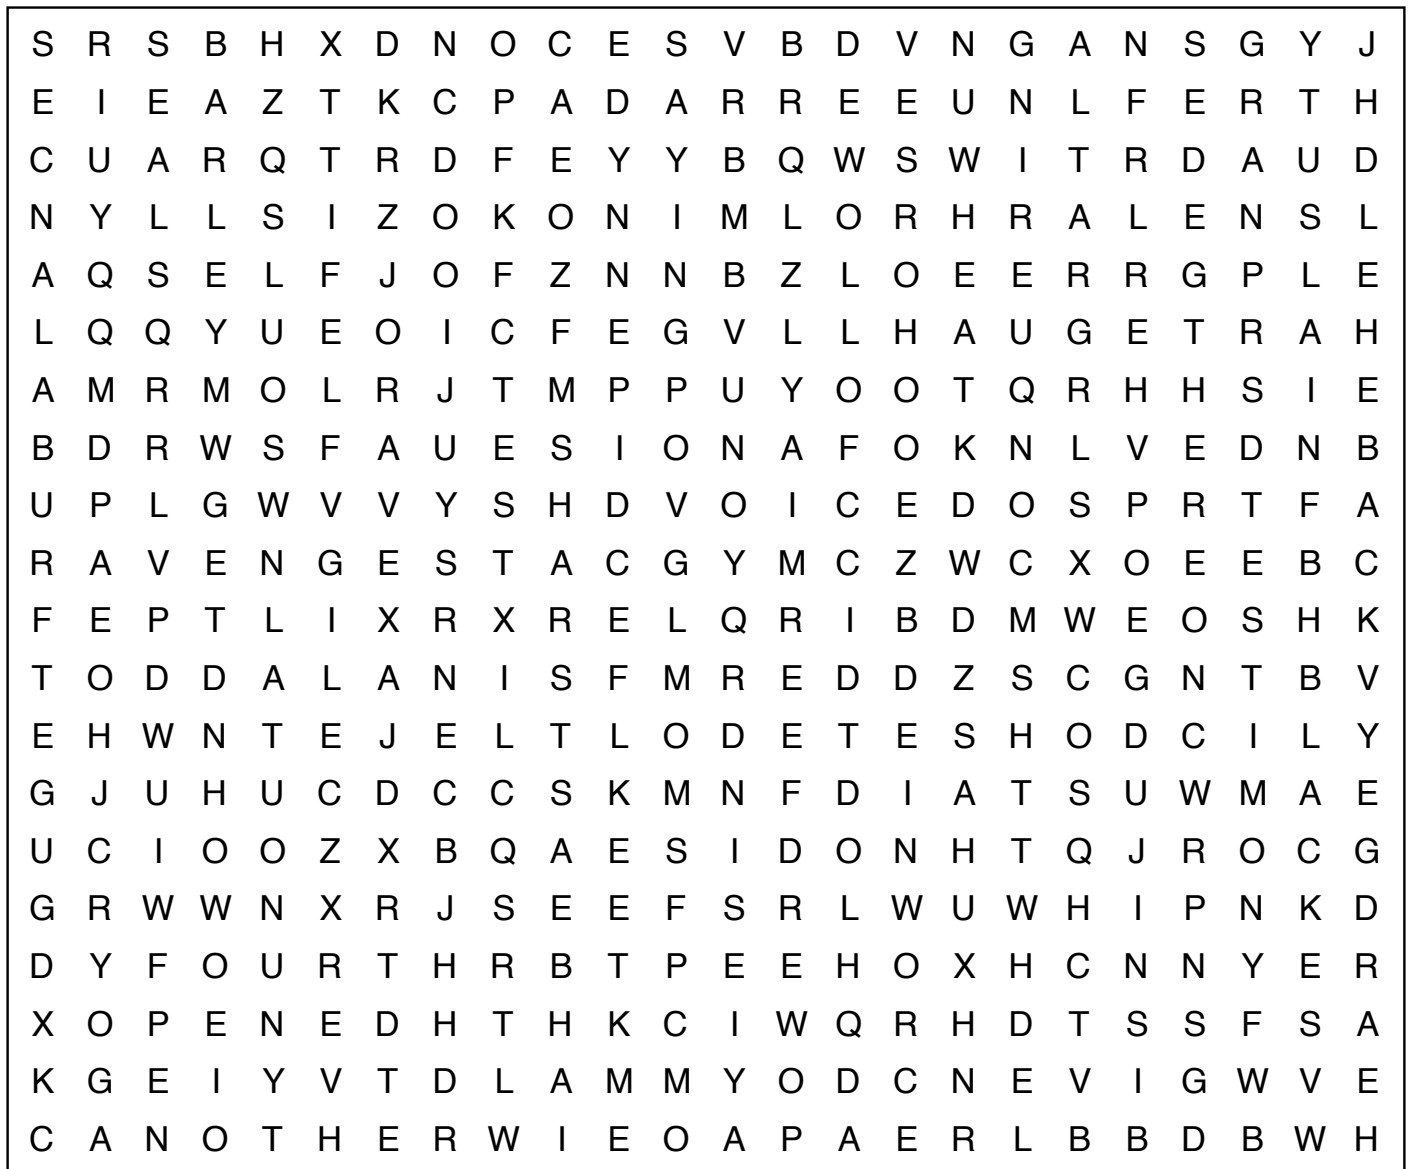 S R S B H X D N O C E S V B D V N G A N S G Y J
E I E A Z T K C P A D A R R E E U N L F E R T H
C U A R Q T R D F E Y Y B Q W S W I T R D A U D
N Y L L S I Z O K O N I M L O R H R A L E N S L
A Q S E L F J O F Z N N B Z L O E E R R G P L E
L Q Q Y U E O I C F E G V L L H A U G E T R A H
A M R M O L R J T M P P U Y O O T Q R H H S I E
B D R W S F A U E S I O N A F O K N L V E D N B
U P L G W V V Y S H D V O I C E D O S P R T F A
R A V E N G E S T A C G Y M C Z W C X O E E B C
F E P T L I X R X R E L Q R I B D M W E O S H K
T O D D A L A N I S F M R E D D Z S C G N T B V
E H W N T E J E L T L O D E T E S H O D C I L Y
G J U H U C D C C S K M N F D I A T S U W M A E
U C I O O Z X B Q A E S I D O N H T Q J R O C G
G R W W N X R J S E E F S R L W U W H I P N K D
D Y F O U R T H R B T P E E H O X H C N N Y E R
X O P E N E D H T H K C I W Q R H D T S S F S A
K G E I Y V T D L A M M Y O D C N E V I G W V E
C A N O T H E R W I E O A P A E R L B B D B W H